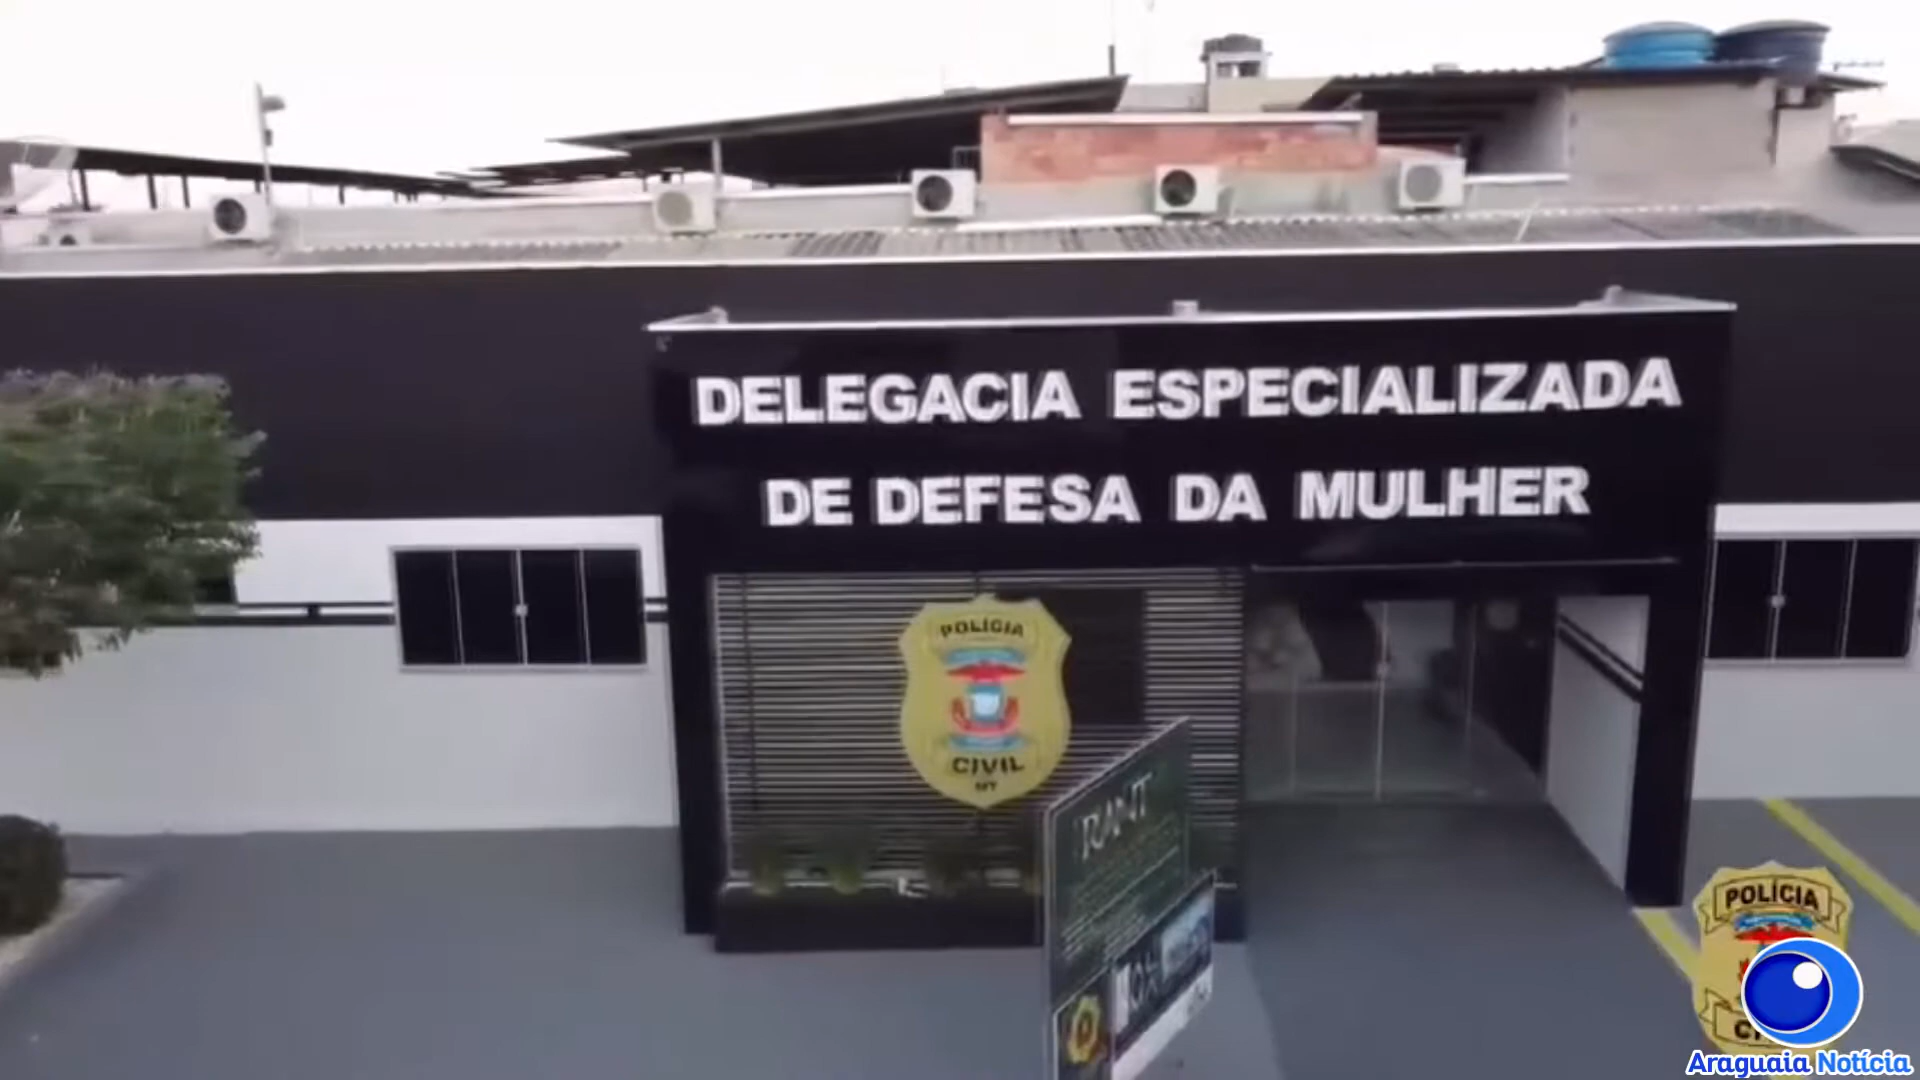 DELEGACIA ESPECIALIZADA
DE DEFESA DA MULHER
POLÍCIA
CIVIL
MT
POLÍCIA
Araguaia Notícia